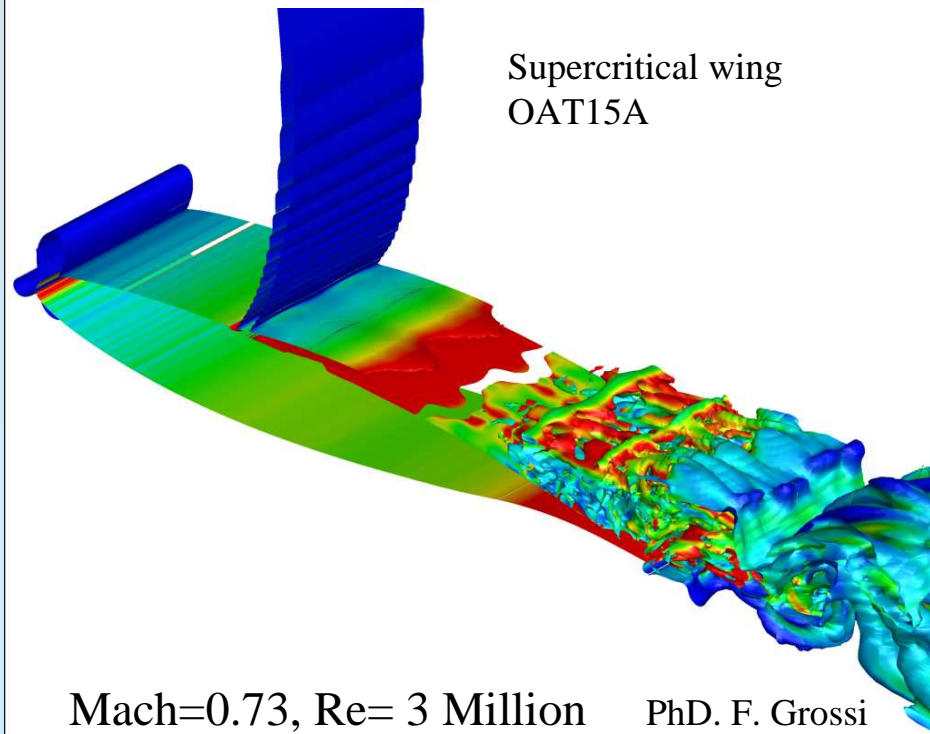 Supercritical wing
OAT15A
Mach=0.73, Re= 3 Million PhD. F. Grossi